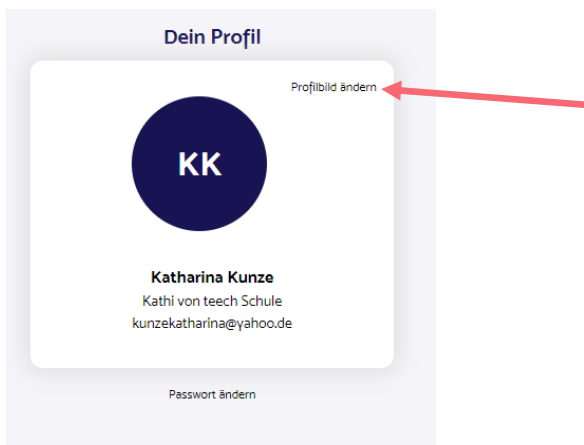 Dein Profil
Profilbild ändern
KK
Katharina Kunze
Kathi von teech Schule
kunzekatharina@yahoo.de
Passwort ändern